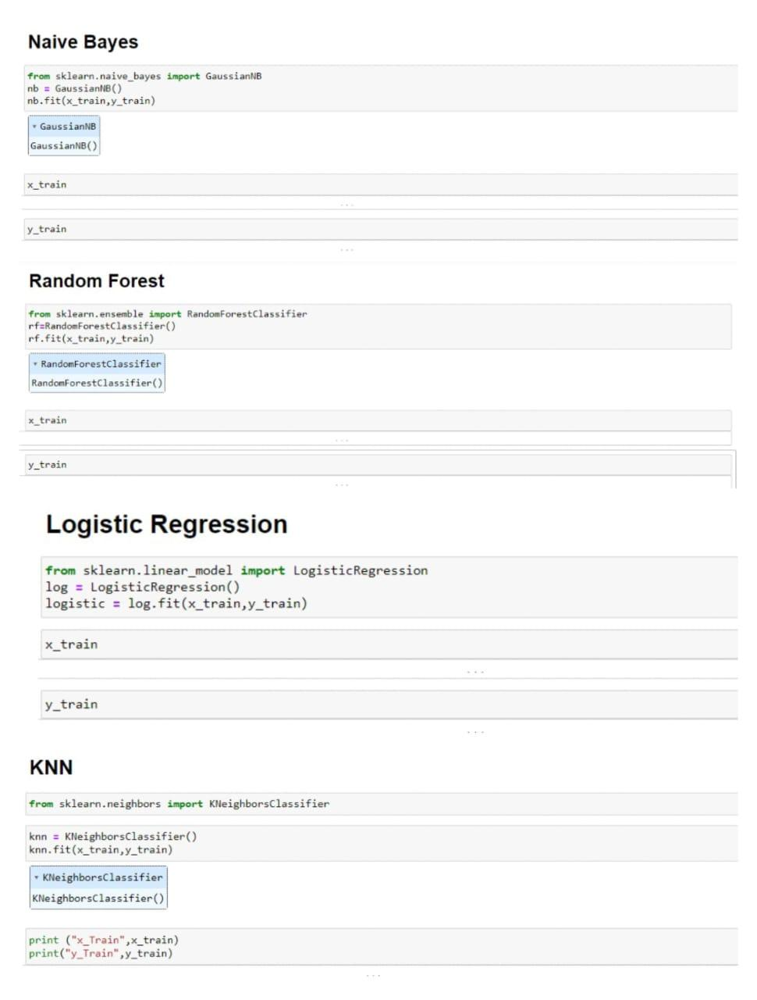 Naive Bayes
from sklearn.naive_bayes import GaussianNB
nb = GaussianNB()
nb.fit(x_train,y_train)
▾ GaussianNB
GaussianNB()
x_train
...
y_train
...
Random Forest
from sklearn.ensemble import RandomForestClassifier
rf=RandomForestClassifier()
rf.fit(x_train,y_train)
▾ RandomForestClassifier
RandomForestClassifier()
x_train
...
y_train
...
Logistic Regression
from sklearn.linear_model import LogisticRegression
log = LogisticRegression()
logistic = log.fit(x_train,y_train)
x_train
...
y_train
...
KNN
from sklearn.neighbors import KNeighborsClassifier
knn = KNeighborsClassifier()
knn.fit(x_train,y_train)
▾ KNeighborsClassifier
KNeighborsClassifier()
print ("x_Train",x_train)
print("y_Train",y_train)
...